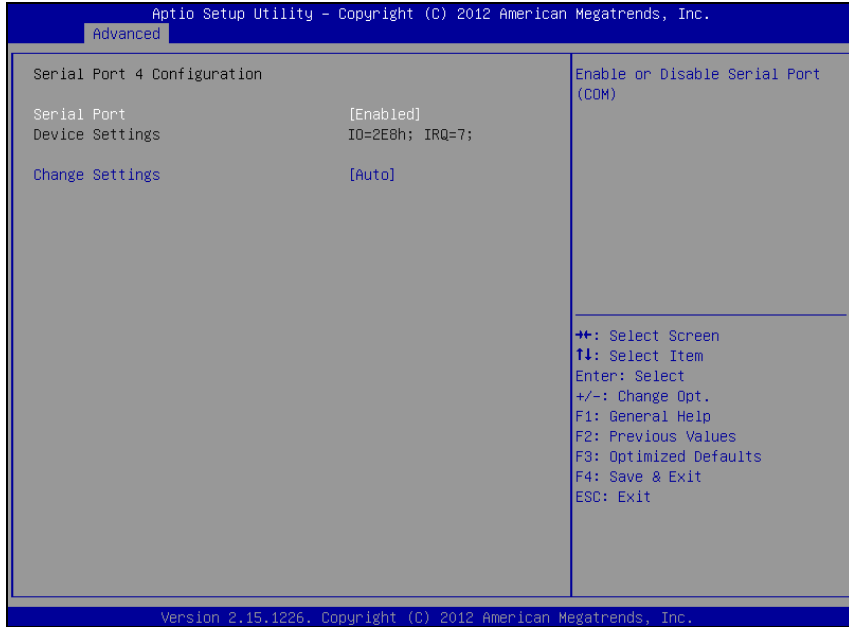 Aptio Setup Utility – Copyright (C) 2012 American Megatrends, Inc.
Advanced
Serial Port 4 Configuration
Serial Port [Enabled]
Device Settings IO=2E8h; IRQ=7;
Change Settings [Auto]
Enable or Disable Serial Port
(COM)
→←: Select Screen
↑↓: Select Item
Enter: Select
+/-: Change Opt.
F1: General Help
F2: Previous Values
F3: Optimized Defaults
F4: Save & Exit
ESC: Exit
Version 2.15.1226. Copyright (C) 2012 American Megatrends, Inc.